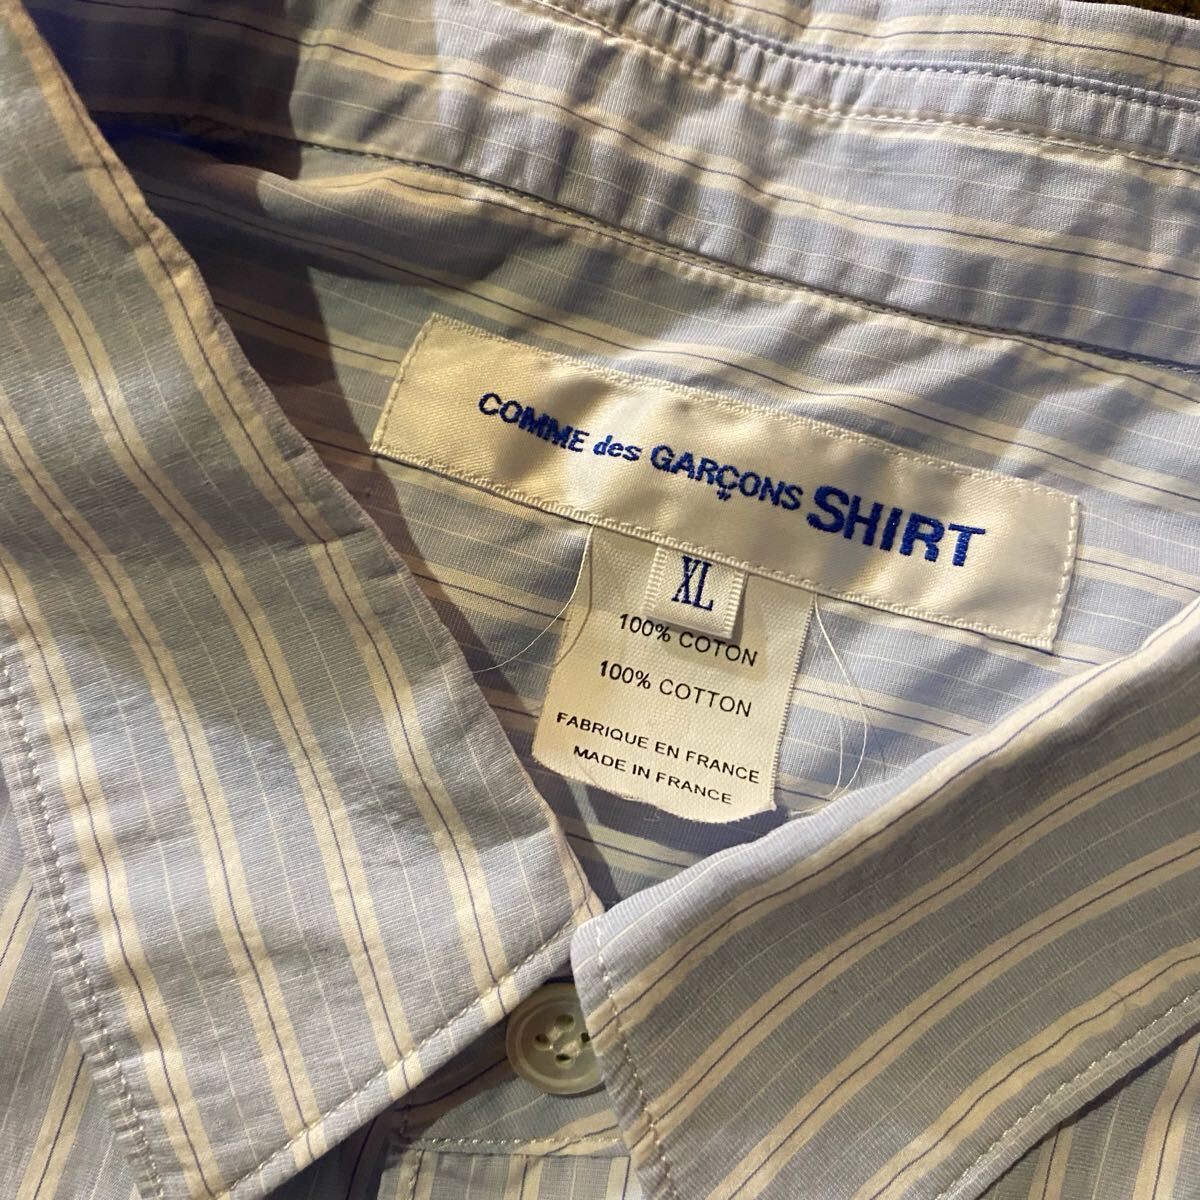 COMME des GARÇONS SHIRT
XL
100% COTON
100% COTTON
FABRIQUE EN FRANCE
MADE IN FRANCE